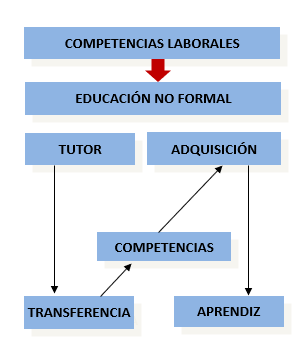 COMPETENCIAS LABORALES
EDUCACIÓN NO FORMAL
TUTOR
ADQUISICIÓN
COMPETENCIAS
TRANSFERENCIA
APRENDIZ